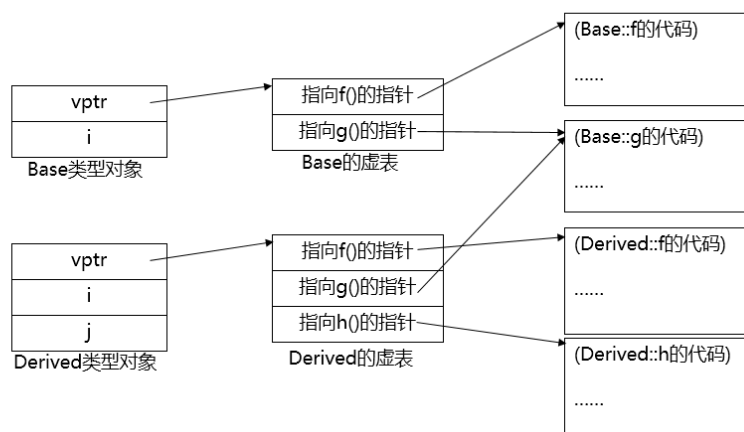 vptr
i
Base类型对象
指向f()的指针
指向g()的指针
Base的虚表
(Base::f的代码)
......
(Base::g的代码)
......
vptr
i
j
Derived类型对象
指向f()的指针
指向g()的指针
指向h()的指针
Derived的虚表
(Derived::f的代码)
......
(Derived::h的代码)
......